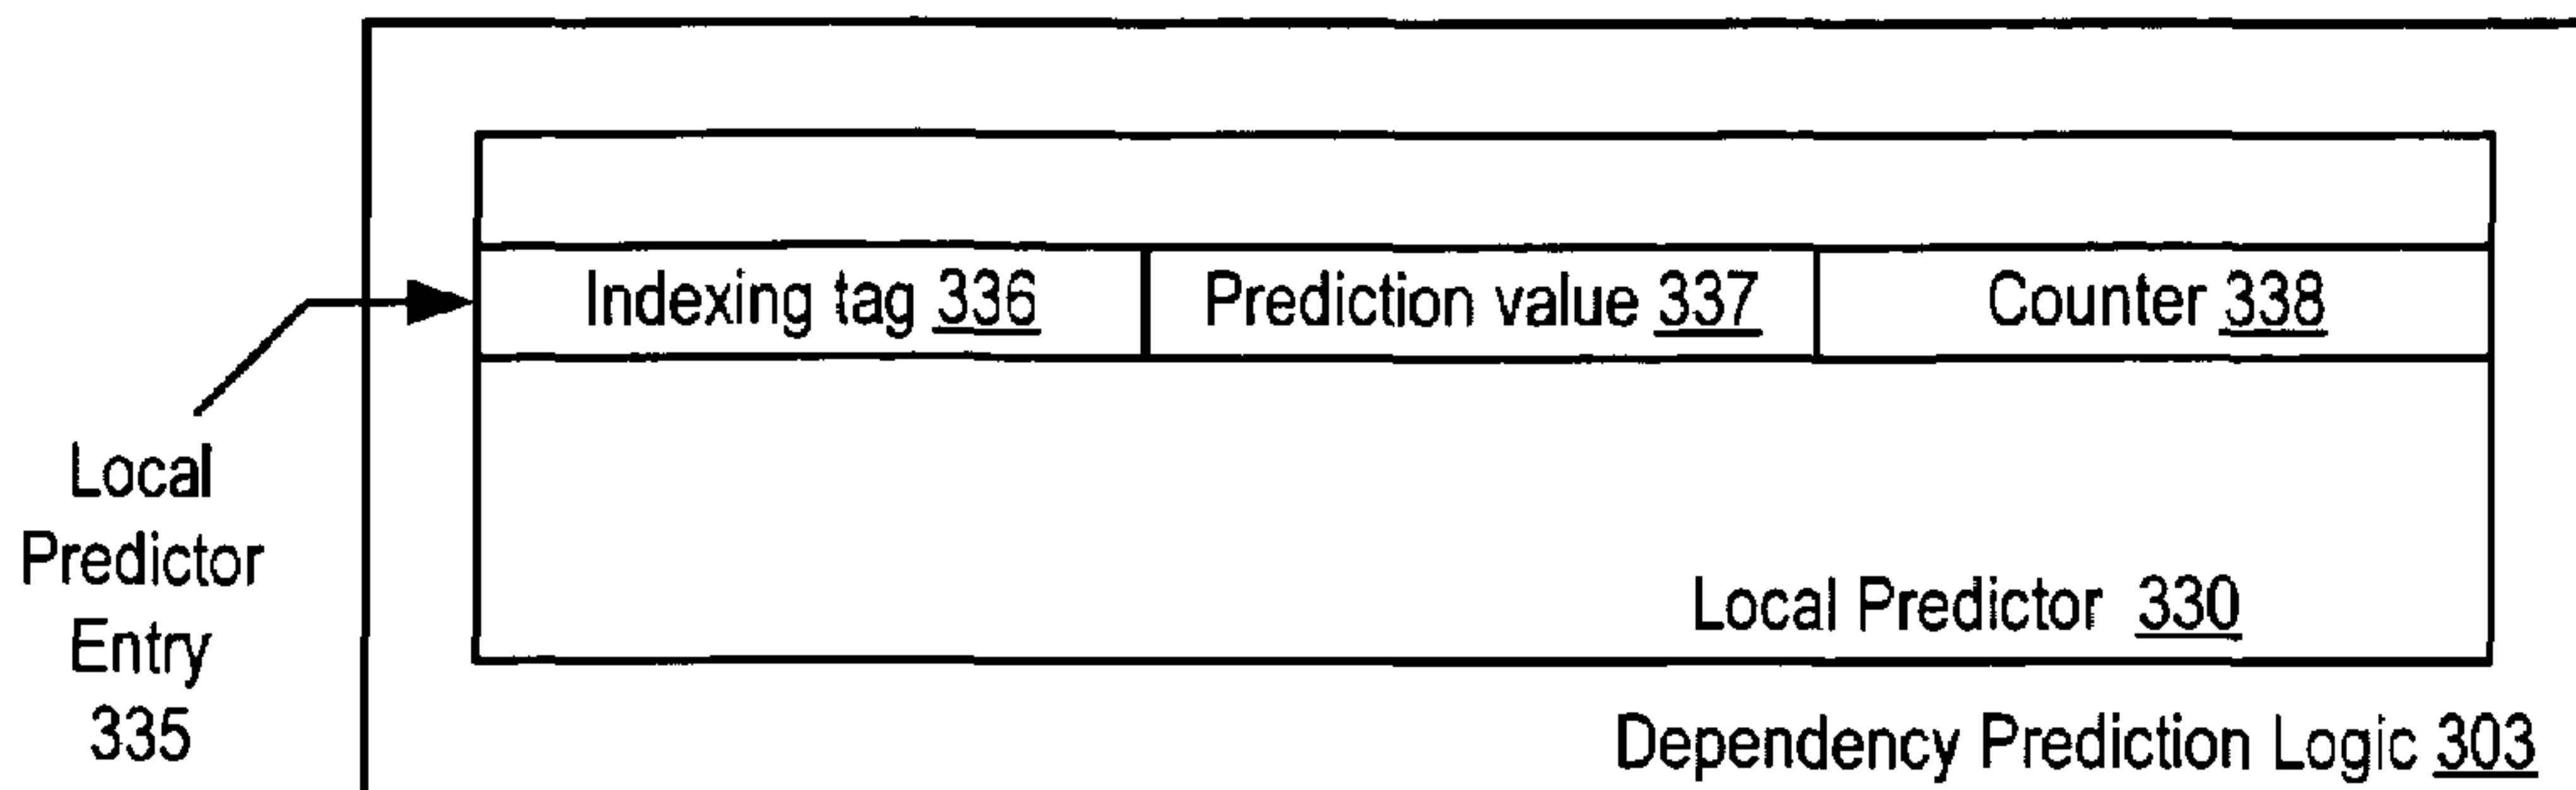 Indexing tag 336
Prediction value 337
Counter 338
Local
Predictor
Entry
335
Local Predictor 330
Dependency Prediction Logic 303